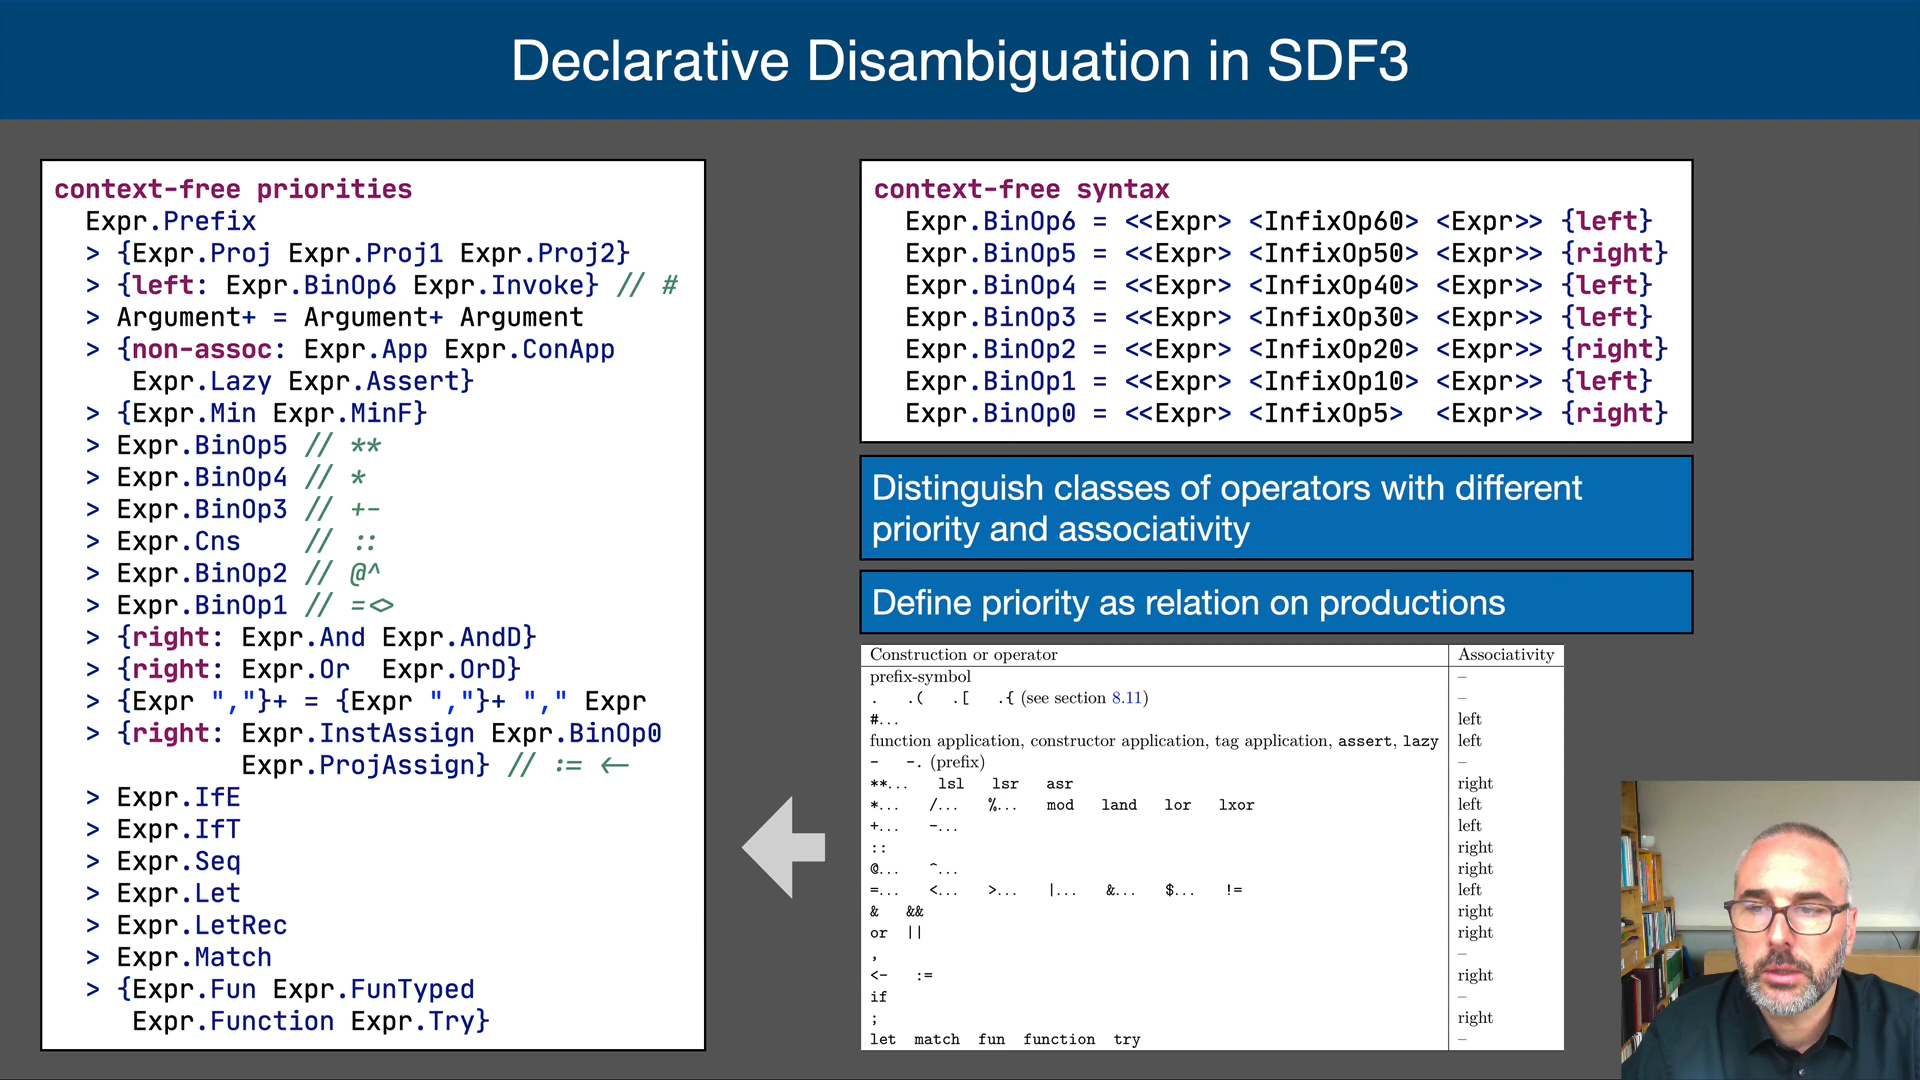 Declarative Disambiguation in SDF3
context-free priorities
Expr.Prefix
> {Expr.Proj Expr.Proj1 Expr.Proj2}
> {left: Expr.BinOp6 Expr.Invoke} // #
> Argument+ = Argument+ Argument
> {non-assoc: Expr.App Expr.ConApp
Expr.Lazy Expr.Assert}
> {Expr.Min Expr.MinF}
> Expr.BinOp5 // **
> Expr.BinOp4 // *
> Expr.BinOp3 // +-
> Expr.Cns // ::
> Expr.BinOp2 // @^
> Expr.BinOp1 // =<>
> {right: Expr.And Expr.AndD}
> {right: Expr.Or Expr.OrD}
> {Expr ","}+ = {Expr ","}+ "," Expr
> {right: Expr.InstAssign Expr.BinOp0
Expr.ProjAssign} // := <-
> Expr.IfE
> Expr.IfT
> Expr.Seq
> Expr.Let
> Expr.LetRec
> Expr.Match
> {Expr.Fun Expr.FunTyped
Expr.Function Expr.Try}
context-free syntax
Expr.BinOp6 = <<Expr> <InfixOp60> <Expr>> {left}
Expr.BinOp5 = <<Expr> <InfixOp50> <Expr>> {right}
Expr.BinOp4 = <<Expr> <InfixOp40> <Expr>> {left}
Expr.BinOp3 = <<Expr> <InfixOp30> <Expr>> {left}
Expr.BinOp2 = <<Expr> <InfixOp20> <Expr>> {right}
Expr.BinOp1 = <<Expr> <InfixOp10> <Expr>> {left}
Expr.BinOp0 = <<Expr> <InfixOp5> <Expr>> {right}
Distinguish classes of operators with different
priority and associativity
Define priority as relation on productions
Construction or operator Associativity
prefix-symbol –
. .( .[ .{ (see section 8.11) –
#... left
function application, constructor application, tag application, assert, lazy left
- -. (prefix) –
**... lsl lsr asr right
*... /... %... mod land lor lxor left
+... -... left
:: right
@... ^... right
=... <... >... |... &... $... != left
& && right
or || right
, –
<- := right
if –
; right
let match fun function try –